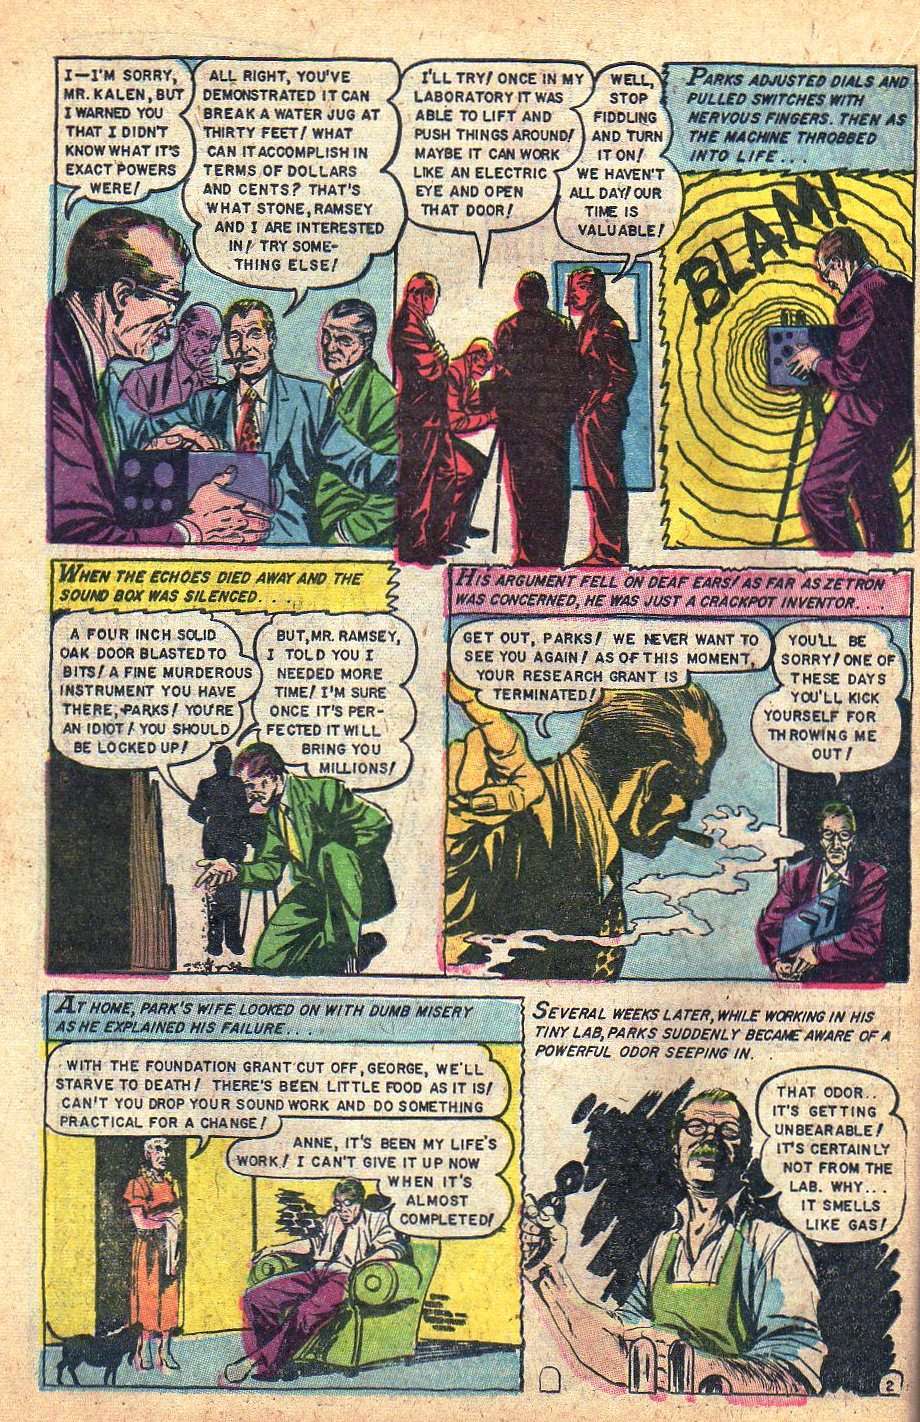 I—I'M SORRY,
MR. KALEN, BUT
I WARNED YOU
THAT I DIDN'T
KNOW WHAT IT'S
EXACT POWERS
WERE!
ALL RIGHT, YOU'VE
DEMONSTRATED IT CAN
BREAK A WATER JUG AT
THIRTY FEET! WHAT
CAN IT ACCOMPLISH IN
TERMS OF DOLLARS
AND CENTS? THAT'S
WHAT STONE, RAMSEY
AND I ARE INTERESTED
IN! TRY SOME-
THING ELSE!
I'LL TRY! ONCE IN MY
LABORATORY IT WAS
ABLE TO LIFT AND
PUSH THINGS AROUND!
MAYBE IT CAN WORK
LIKE AN ELECTRIC
EYE AND OPEN
THAT DOOR!
WELL,
STOP
FIDDLING
AND TURN
IT ON!
WE HAVEN'T
ALL DAY! OUR
TIME IS
VALUABLE!
PARKS ADJUSTED DIALS AND
PULLED SWITCHES WITH
NERVOUS FINGERS. THEN AS
THE MACHINE THROBBED
INTO LIFE...
BLAM!
WHEN THE ECHOES DIED AWAY AND THE
SOUND BOX WAS SILENCED....
A FOUR INCH SOLID
OAK DOOR BLASTED TO
BITS! A FINE MURDEROUS
INSTRUMENT YOU HAVE
THERE, PARKS! YOU'RE
AN IDIOT! YOU SHOULD
BE LOCKED UP!
BUT, MR. RAMSEY,
I TOLD YOU I
NEEDED MORE
TIME! I'M SURE
ONCE IT'S PER-
FECTED IT WILL
BRING YOU
MILLIONS!
HIS ARGUMENT FELL ON DEAF EARS! AS FAR AS ZETRON
WAS CONCERNED, HE WAS JUST A CRACKPOT INVENTOR...
GET OUT, PARKS! WE NEVER WANT TO
SEE YOU AGAIN! AS OF THIS MOMENT,
YOUR RESEARCH GRANT IS
TERMINATED!
YOU'LL BE
SORRY! ONE OF
THESE DAYS
YOU'LL KICK
YOURSELF FOR
THROWING ME
OUT!
AT HOME, PARK'S WIFE LOOKED ON WITH DUMB MISERY
AS HE EXPLAINED HIS FAILURE...
WITH THE FOUNDATION GRANT CUT OFF, GEORGE, WE'LL
STARVE TO DEATH! THERE'S BEEN LITTLE FOOD AS IT IS!
CAN'T YOU DROP YOUR SOUND WORK AND DO SOMETHING
PRACTICAL FOR A CHANGE!
ANNE, IT'S BEEN MY LIFE'S
WORK! I CAN'T GIVE IT UP NOW
WHEN IT'S
ALMOST
COMPLETED!
SEVERAL WEEKS LATER, WHILE WORKING IN HIS
TINY LAB, PARKS SUDDENLY BECAME AWARE OF A
POWERFUL ODOR SEEPING IN...
THAT ODOR..
IT'S GETTING
UNBEARABLE!
IT'S CERTAINLY
NOT FROM THE
LAB. WHY...
IT SMELLS
LIKE GAS!
2